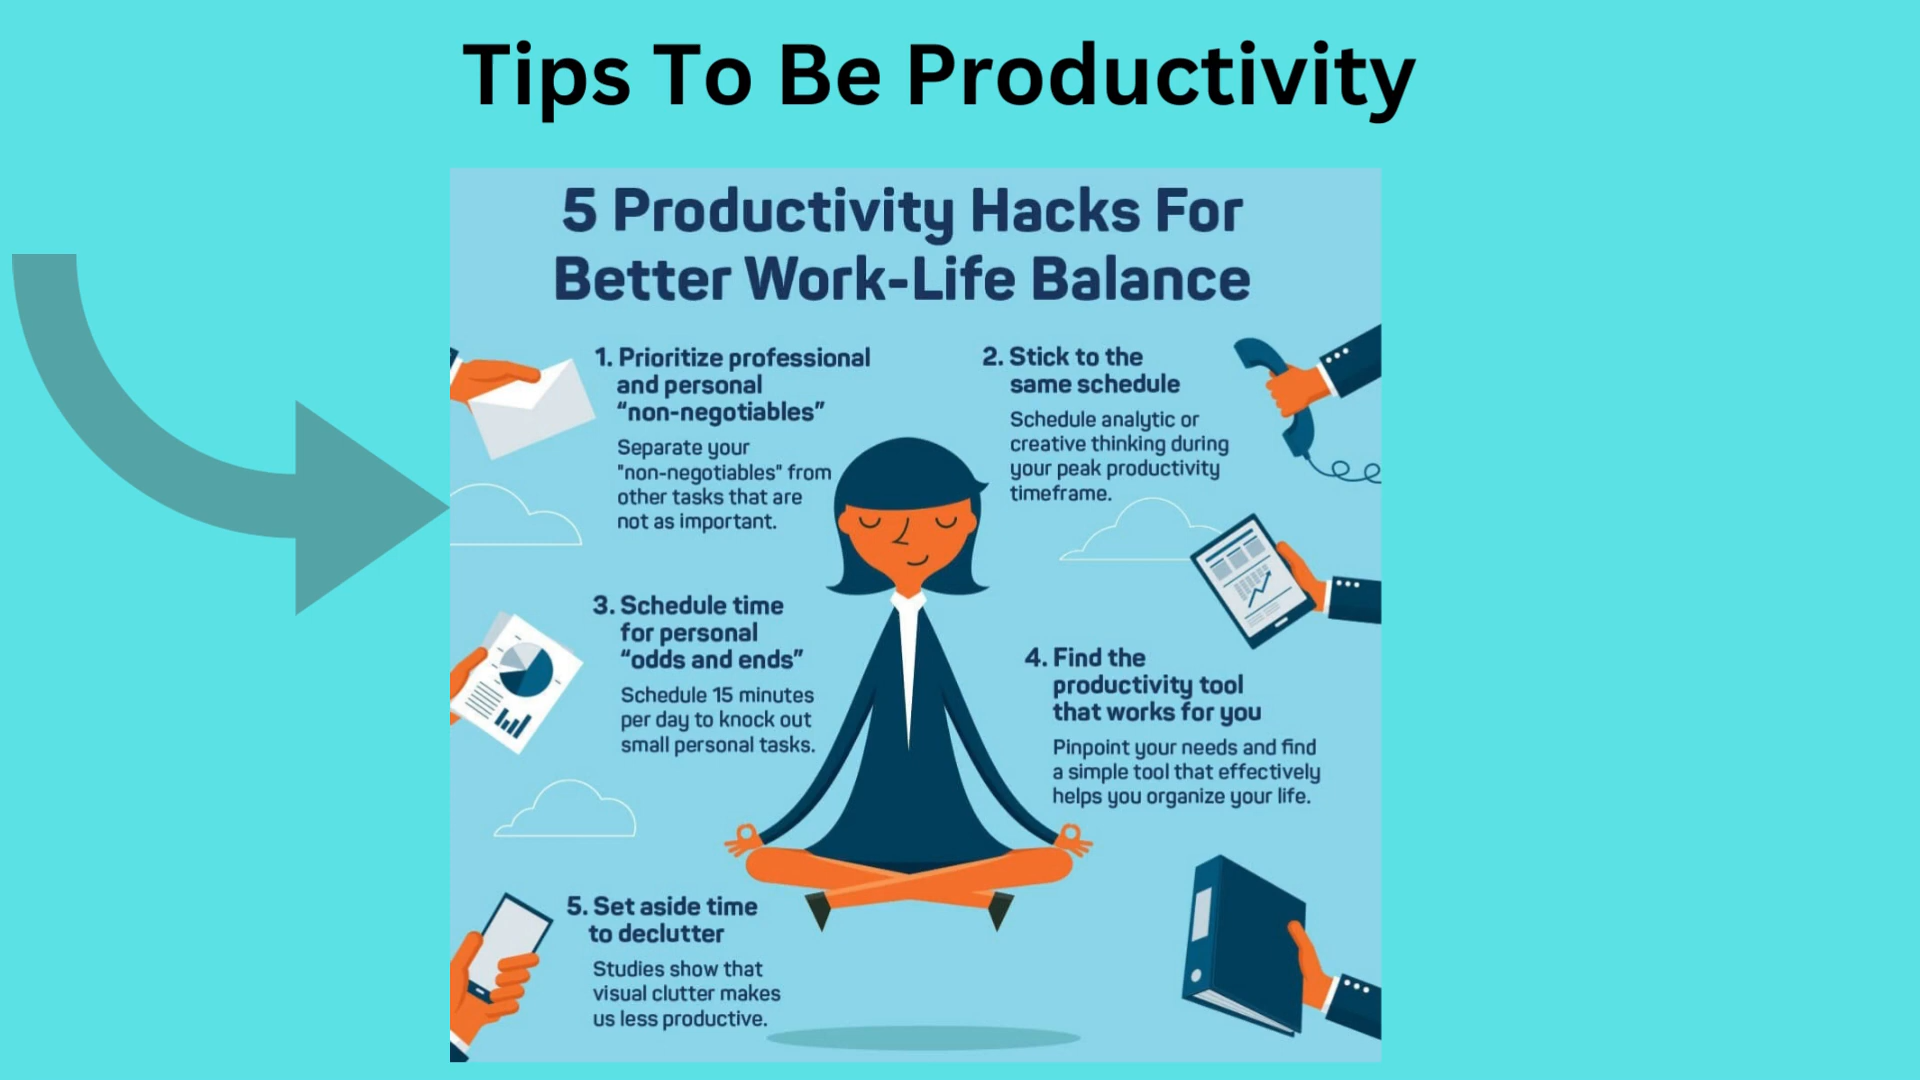 Tips To Be Productivity
5 Productivity Hacks For
Better Work-Life Balance
1. Prioritize professional
and personal
“non-negotiables”
Separate your
"non-negotiables" from
other tasks that are
not as important.
2. Stick to the
same schedule
Schedule analytic or
creative thinking during
your peak productivity
timeframe.
3. Schedule time
for personal
“odds and ends”
Schedule 15 minutes
per day to knock out
small personal tasks.
4. Find the
productivity tool
that works for you
Pinpoint your needs and find
a simple tool that effectively
helps you organize your life.
5. Set aside time
to declutter
Studies show that
visual clutter makes
us less productive.